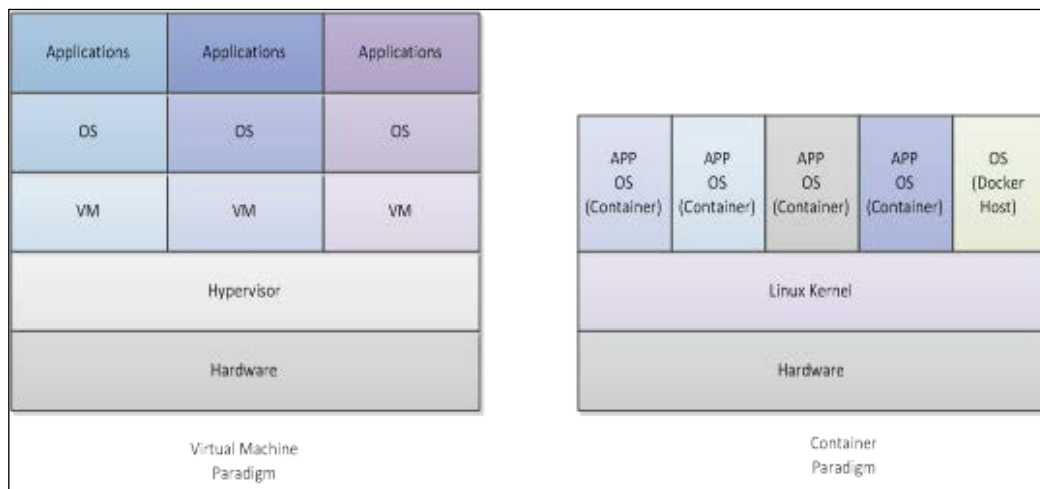 Applications Applications Applications
OS OS OS
VM VM VM
Hypervisor
Hardware
Virtual Machine
Paradigm
APP APP APP APP OS
OS OS OS OS (Docker
(Container) (Container) (Container) (Container) Host)
Linux Kernel
Hardware
Container
Paradigm